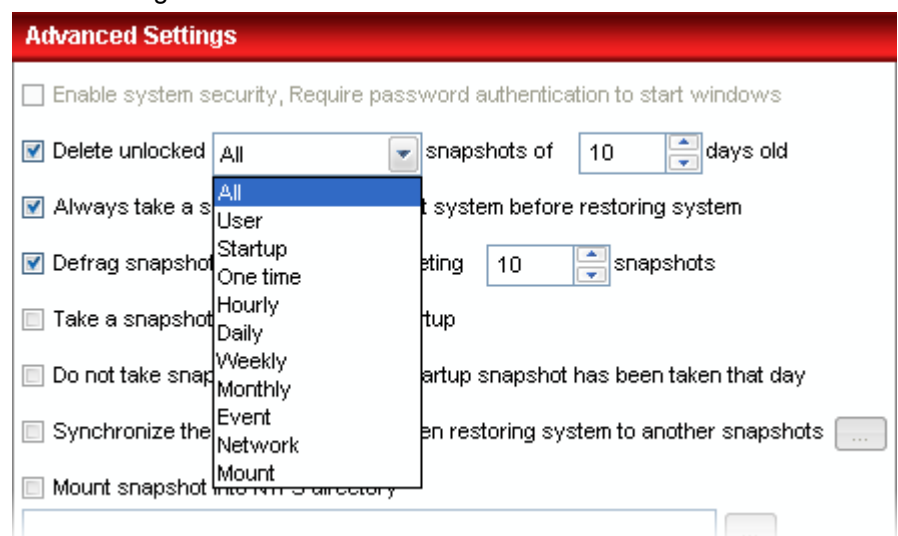 Advanced Settings
Enable system security, Require password authentication to start windows
Delete unlocked All snapshots of 10 days old
All
Always take a s t system before restoring system
User
Startup
Defrag snapshot eting 10 snapshots
One time
Hourly
Take a snapshot tup
Daily
Weekly
Do not take snap artup snapshot has been taken that day
Monthly
Event
Synchronize the en restoring system to another snapshots ...
Network
Mount
Mount snapshot directory